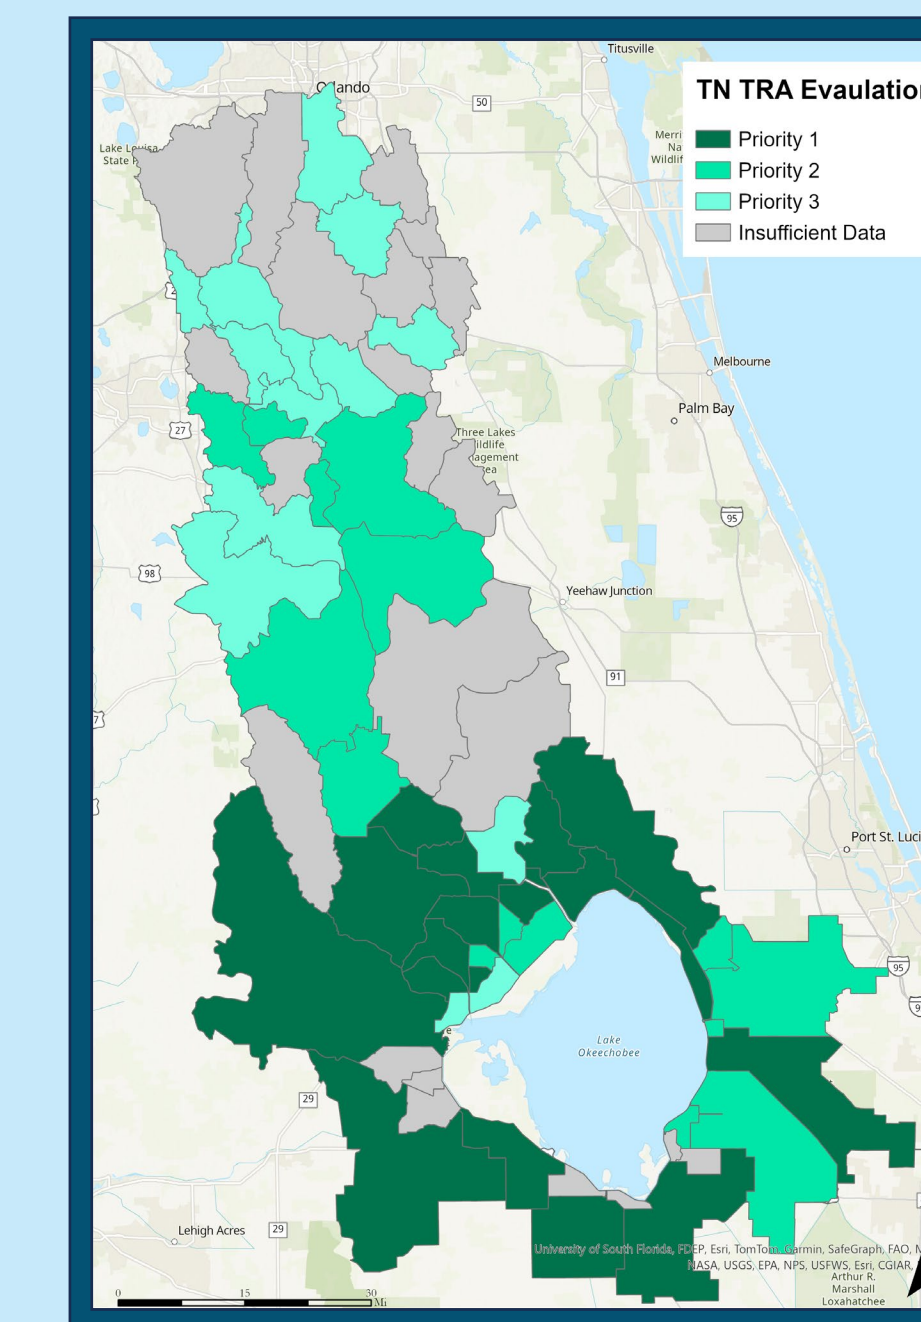 Titusville
Orlando
50
Merri
Na
Wildlif
Lake Louisa
State P
TN TRA Evaulation
Priority 1
Priority 2
Priority 3
Insufficient Data
2
Melbourne
Palm Bay
27
Three Lakes
ildlife
agement
ea
95
98
Yeehaw Junction
91
7
Port St. Luci
95
9
e
Lake
Okeechobee
29
Lehigh Acres
29
University of South Florida, FDEP, Esri, TomTom, Garmin, SafeGraph, FAO, M
NASA, USGS, EPA, NPS, USFWS, Esri, CGIAR,
Arthur R.
Marshall
Loxahatchee
0 15 30
Mi